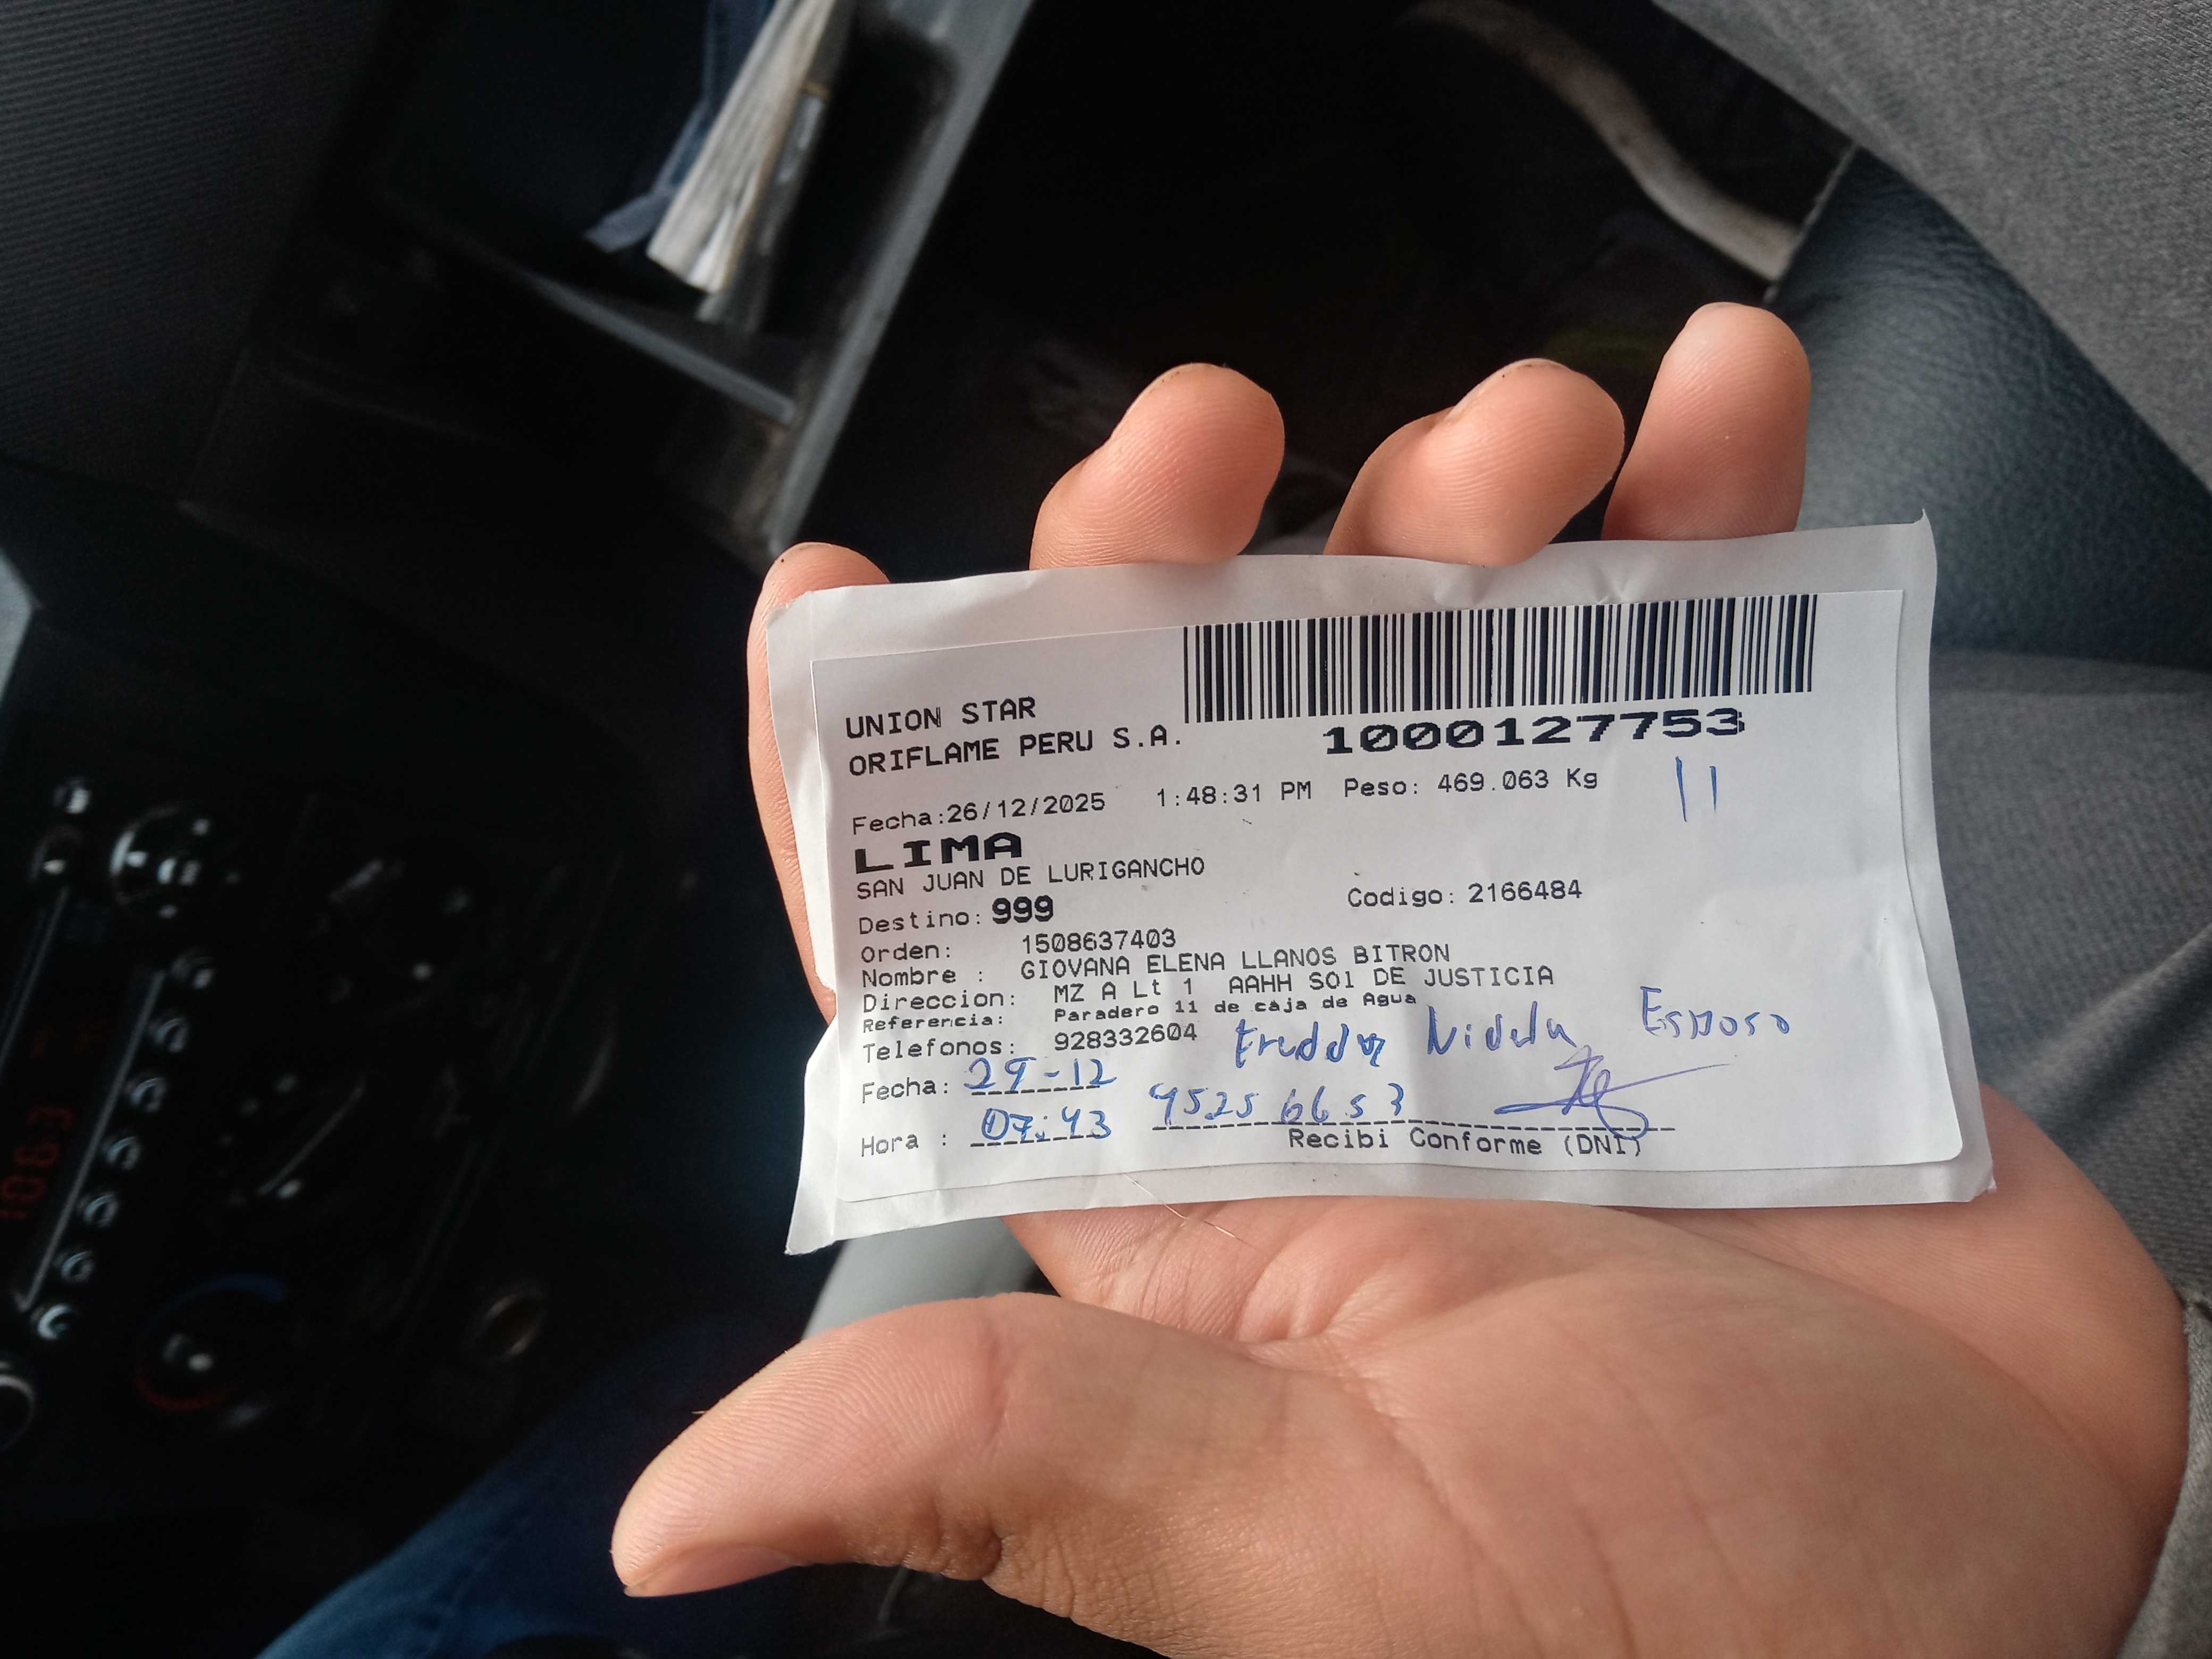 UNION STAR
ORIFLAME PERU S.A.
1000127753
Fecha:26/12/2025 1:48:31 PM Peso: 469.063 Kg
11
LIMA
SAN JUAN DE LURIGANCHO
Destino: 999 Codigo: 2166484
Orden: 1508637403
Nombre : GIOVANA ELENA LLANOS BITRON
Direccion: MZ A Lt 1 AAHH SOl DE JUSTICIA
Referencia: Paradero 11 de caja de Agua
Telefonos: 928332604 Freddy Esposo
Fecha: 29-12
Hora : 07:43
Recibi Conforme (DNI)